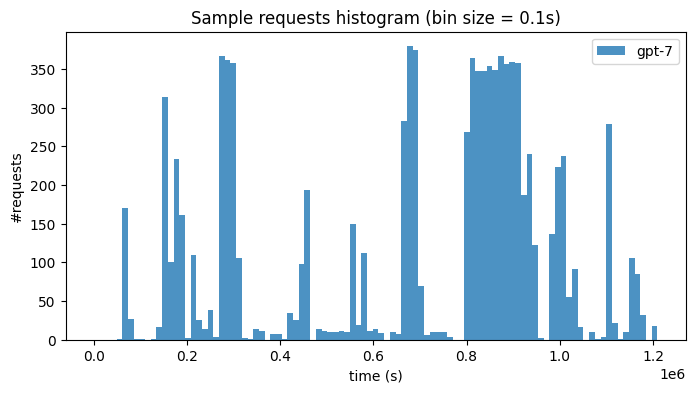 Sample requests histogram (bin size = 0.1s)
gpt-7
#requests
350
300
250
200
150
100
50
0
0.0 0.2 0.4 0.6 0.8 1.0 1.2
1e6
time (s)